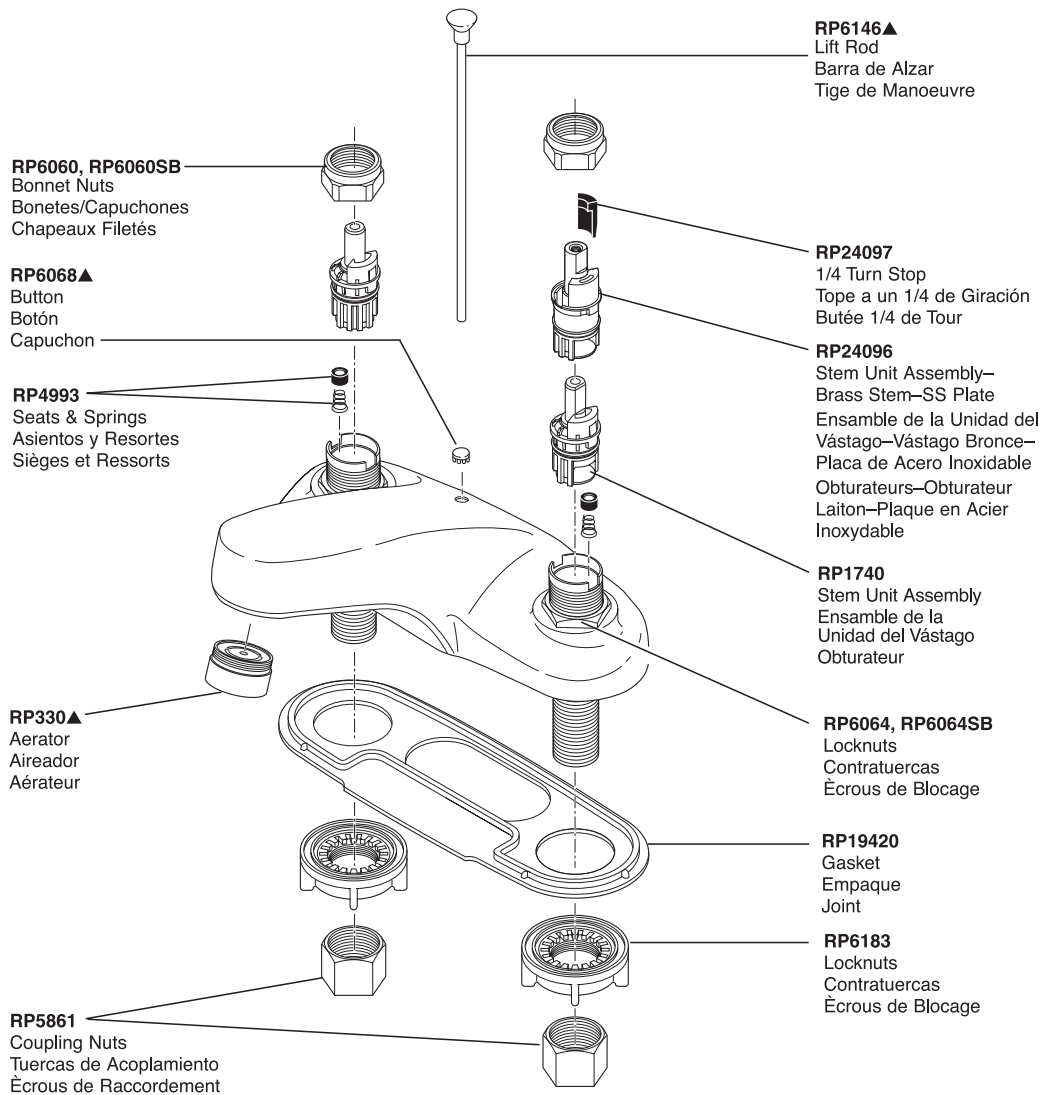 RP6146▲
Lift Rod
Barra de Alzar
Tige de Manoeuvre
RP6060, RP6060SB
Bonnet Nuts
Bonetes/Capuchones
Chapeaux Filetés
RP6068▲
Button
Botón
Capuchon
RP4993
Seats & Springs
Asientos y Resortes
Sièges et Ressorts
RP24097
1/4 Turn Stop
Tope a un 1/4 de Giración
Butée 1/4 de Tour
RP24096
Stem Unit Assembly–
Brass Stem–SS Plate
Ensamble de la Unidad del
Vástago–Vástago Bronce–
Placa de Acero Inoxidable
Obturateurs–Obturateur
Laiton–Plaque en Acier
Inoxydable
RP1740
Stem Unit Assembly
Ensamble de la
Unidad del Vástago
Obturateur
RP330▲
Aerator
Aireador
Aérateur
RP6064, RP6064SB
Locknuts
Contratuercas
Ècrous de Blocage
RP19420
Gasket
Empaque
Joint
RP6183
Locknuts
Contratuercas
Ècrous de Blocage
RP5861
Coupling Nuts
Tuercas de Acoplamiento
Ècrous de Raccordement